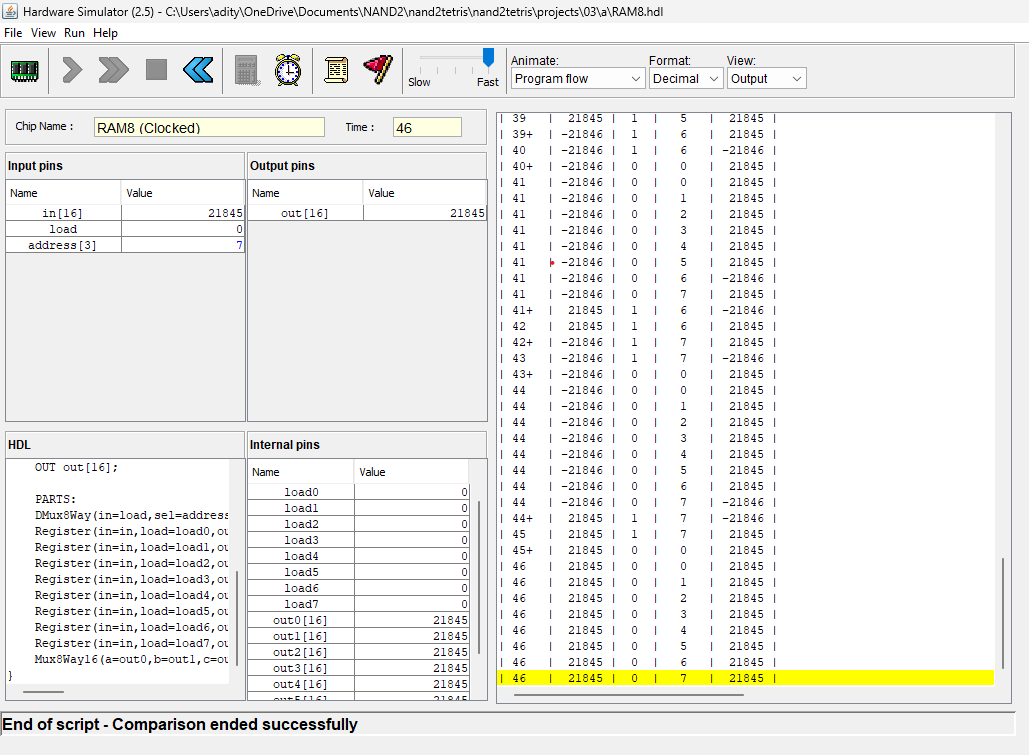 Hardware Simulator (2.5) - C:\Users\adity\OneDrive\Documents\NAND2\nand2tetris\nand2tetris\projects\03\a\RAM8.hdl
File View Run Help
Slow Fast
Animate:
Program flow
Format:
Decimal
View:
Output
Chip Name : RAM8 (Clocked) Time : 46
Input pins
Name Value
in[16] 21845
load 0
address[3] 7
Output pins
Name Value
out[16] 21845
HDL
OUT out[16];
PARTS:
DMux8Way(in=load,sel=address
Register(in=in,load=load0,ou
Register(in=in,load=load1,ou
Register(in=in,load=load2,ou
Register(in=in,load=load3,ou
Register(in=in,load=load4,ou
Register(in=in,load=load5,ou
Register(in=in,load=load6,ou
Register(in=in,load=load7,ou
Mux8Way16(a=out0,b=out1,c=ou
}
Internal pins
Name Value
load0 0
load1 0
load2 0
load3 0
load4 0
load5 0
load6 0
load7 0
out0[16] 21845
out1[16] 21845
out2[16] 21845
out3[16] 21845
out4[16] 21845
out5[16] 21845
| 39 | 21845 | 1 | 5 | 21845 |
| 39+ | -21846 | 1 | 6 | 21845 |
| 40 | -21846 | 1 | 6 | -21846 |
| 40+ | -21846 | 0 | 0 | 21845 |
| 41 | -21846 | 0 | 0 | 21845 |
| 41 | -21846 | 0 | 1 | 21845 |
| 41 | -21846 | 0 | 2 | 21845 |
| 41 | -21846 | 0 | 3 | 21845 |
| 41 | -21846 | 0 | 4 | 21845 |
| 41 | -21846 | 0 | 5 | 21845 |
| 41 | -21846 | 0 | 6 | -21846 |
| 41 | -21846 | 0 | 7 | 21845 |
| 41+ | 21845 | 1 | 6 | -21846 |
| 42 | 21845 | 1 | 6 | 21845 |
| 42+ | -21846 | 1 | 7 | 21845 |
| 43 | -21846 | 1 | 7 | -21846 |
| 43+ | -21846 | 0 | 0 | 21845 |
| 44 | -21846 | 0 | 0 | 21845 |
| 44 | -21846 | 0 | 1 | 21845 |
| 44 | -21846 | 0 | 2 | 21845 |
| 44 | -21846 | 0 | 3 | 21845 |
| 44 | -21846 | 0 | 4 | 21845 |
| 44 | -21846 | 0 | 5 | 21845 |
| 44 | -21846 | 0 | 6 | 21845 |
| 44 | -21846 | 0 | 7 | -21846 |
| 44+ | 21845 | 1 | 7 | -21846 |
| 45 | 21845 | 1 | 7 | 21845 |
| 45+ | 21845 | 0 | 0 | 21845 |
| 46 | 21845 | 0 | 0 | 21845 |
| 46 | 21845 | 0 | 1 | 21845 |
| 46 | 21845 | 0 | 2 | 21845 |
| 46 | 21845 | 0 | 3 | 21845 |
| 46 | 21845 | 0 | 4 | 21845 |
| 46 | 21845 | 0 | 5 | 21845 |
| 46 | 21845 | 0 | 6 | 21845 |
| 46 | 21845 | 0 | 7 | 21845 |
End of script - Comparison ended successfully